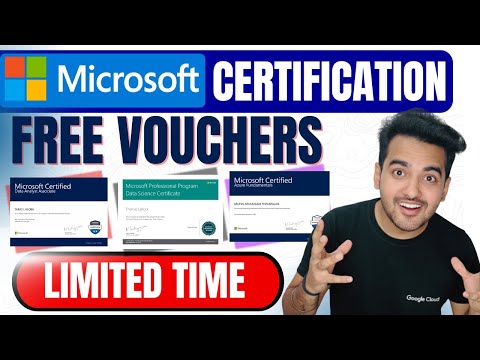 Microsoft CERTIFICATION
FREE VOUCHERS
Microsoft Certified
Data Analyst Associate
Microsoft Professional Program
Data Science Certificate
Microsoft Certified
Azure Fundamentals
LIMITED TIME
Google Cloud